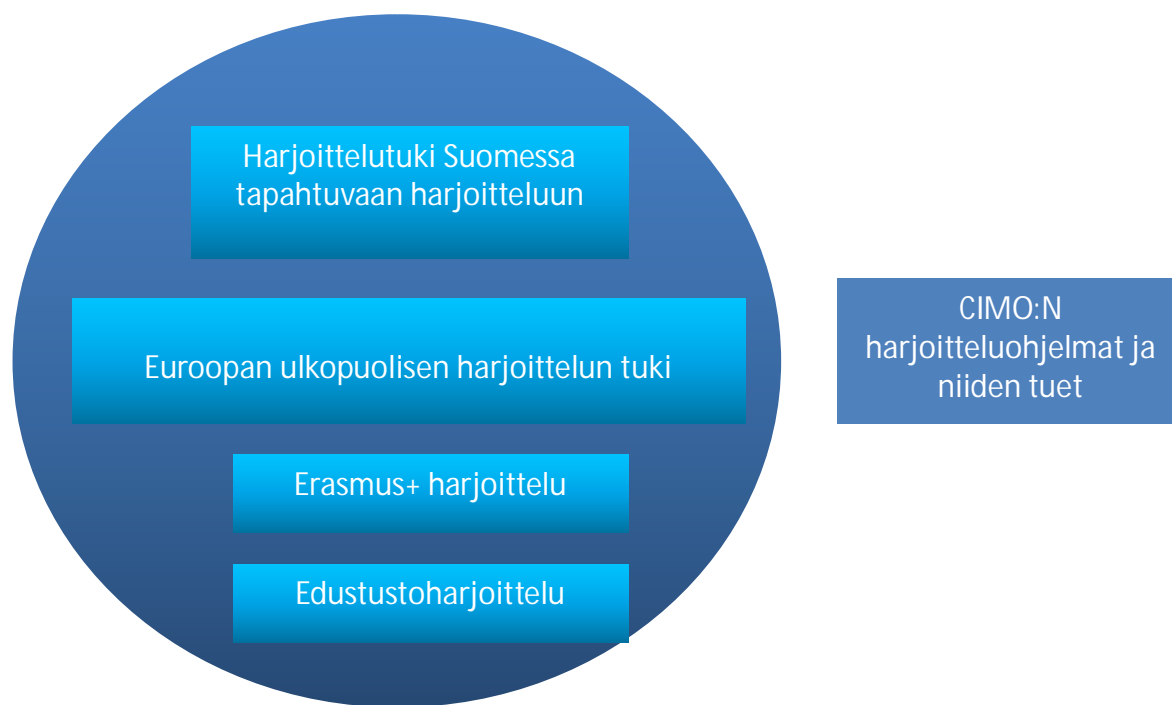 Harjoittelutuki Suomessa
tapahtuvaan harjoitteluun
Euroopan ulkopuolisen harjoittelun tuki
Erasmus+ harjoittelu
Edustustoharjoittelu
CIMO:N
harjoitteluohjelmat ja
niiden tuet